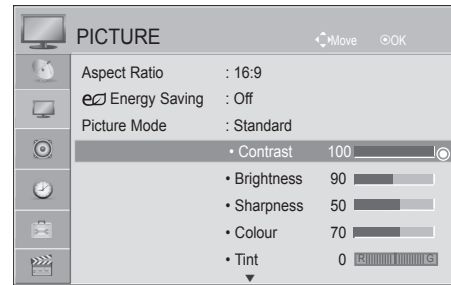 PICTURE Move OK
Aspect Ratio : 16:9
Energy Saving : Off
Picture Mode : Standard
• Contrast 100
• Brightness 90
• Sharpness 50
• Colour 70
• Tint 0 R G